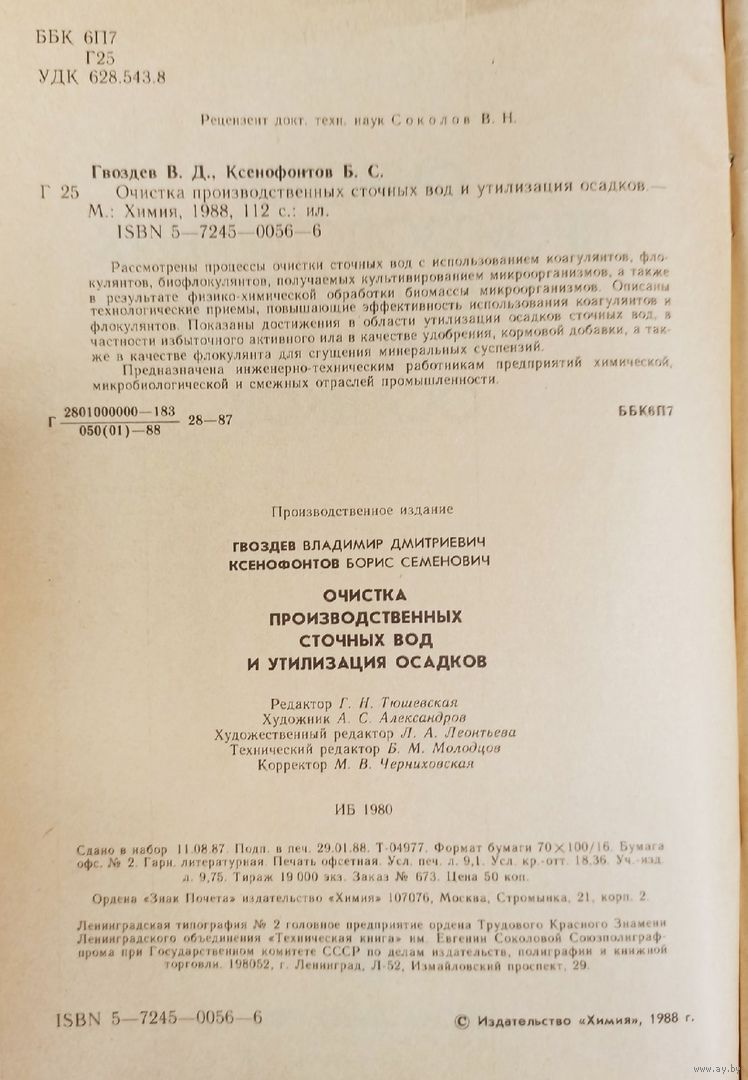 ББК 6П7
Г25
УДК 628.543.8
Рецензент докт. техн. наук Соколов В. Н.
Гвоздев В. Д., Ксенофонтов Б. С.
Г 25 Очистка производственных сточных вод и утилизация осадков.—
М.: Химия, 1988, 112 с.: ил.
ISBN 5—7245—0056—6
Рассмотрены процессы очистки сточных вод с использованием коагулянтов, фло-
кулянтов, биофлокулянтов, получаемых культивированием микроорганизмов, а также
в результате физико-химической обработки биомассы микроорганизмов. Описаны
технологические приемы, повышающие эффективность использования коагулянтов и
флокулянтов. Показаны достижения в области утилизации осадков сточных вод, в
частности избыточного активного ила в качестве удобрения, кормовой добавки, а так-
же в качестве флокулянта для сгущения минеральных суспензий.
Предназначена инженерно-техническим работникам предприятий химической,
микробиологической и смежных отраслей промышленности.
Г 2801000000—183
050(01)—88 28—87 ББК6П7
Производственное издание
ГВОЗДЕВ ВЛАДИМИР ДМИТРИЕВИЧ
КСЕНОФОНТОВ БОРИС СЕМЕНОВИЧ
ОЧИСТКА
ПРОИЗВОДСТВЕННЫХ
СТОЧНЫХ ВОД
И УТИЛИЗАЦИЯ ОСАДКОВ
Редактор Г. Н. Тюшевская
Художник А. С. Александров
Художественный редактор Л. А. Леонтьева
Технический редактор Б. М. Молодцов
Корректор М. В. Черниховская
ИБ 1980
Сдано в набор 11.08.87. Подп. в печ. 29.01.88. Т-04977. Формат бумаги 70×100/16. Бумага
офс. № 2. Гарн. литературная. Печать офсетная. Усл. печ. л. 9,1. Усл. кр.-отт. 18,36. Уч.-изд.
л. 9,75. Тираж 19 000 экз. Заказ № 673. Цена 50 коп.
Ордена «Знак Почета» издательство «Химия» 107076, Москва, Стромынка, 21, корп. 2.
Ленинградская типография № 2 головное предприятие ордена Трудового Красного Знамени
Ленинградского объединения «Техническая книга» им. Евгении Соколовой Союзполиграф-
прома при Государственном комитете СССР по делам издательств, полиграфии и книжной
торговли. 198052, г. Ленинград, Л-52, Измайловский проспект, 29.
ISBN 5—7245—0056—6 © Издательство «Химия», 1988 г.
www.ay.by